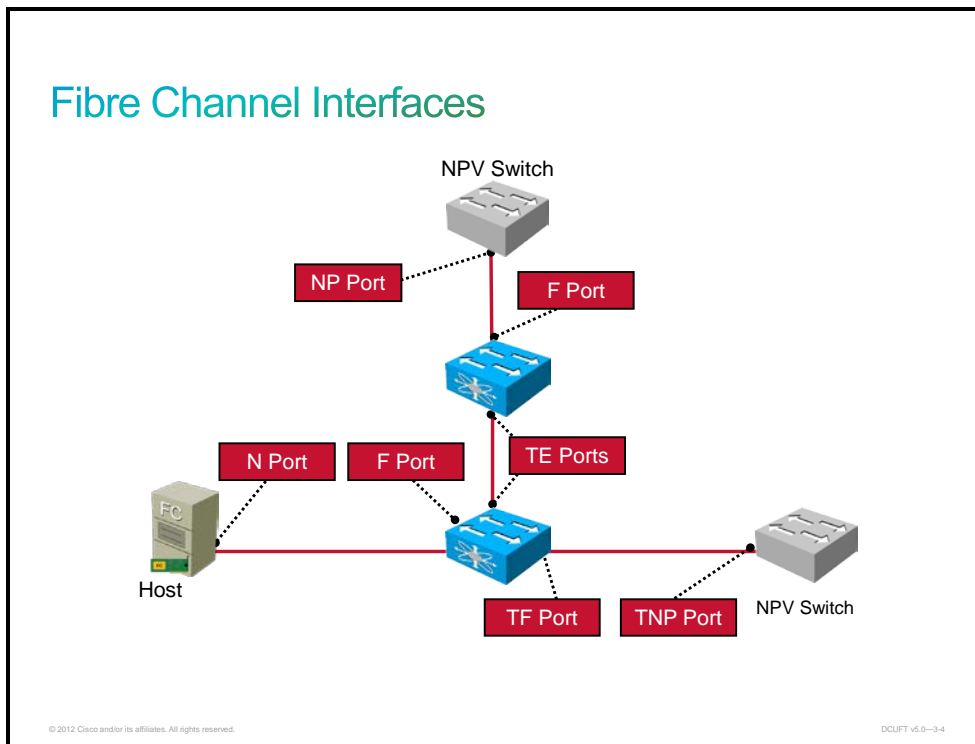 Fibre Channel Interfaces
NPV Switch
NP Port
F Port
N Port
F Port
TE Ports
FC
Host
TF Port
TNP Port
NPV Switch
© 2012 Cisco and/or its affiliates. All rights reserved.
DCUFT v5.0—3-4